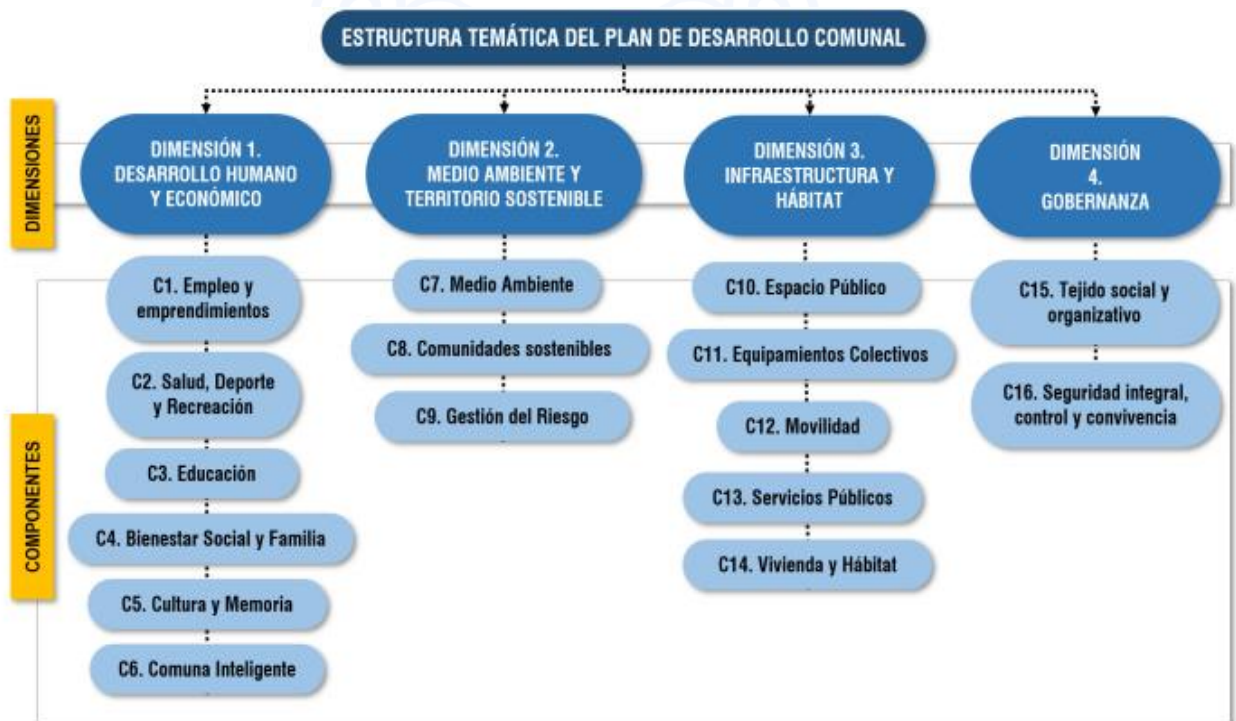 ESTRUCTURA TEMÁTICA DEL PLAN DE DESARROLLO COMUNAL
DIMENSIONES
DIMENSIÓN 1.
DESARROLLO HUMANO
Y ECONÓMICO
DIMENSIÓN 2.
MEDIO AMBIENTE Y
TERRITORIO SOSTENIBLE
DIMENSIÓN 3.
INFRAESTRUCTURA Y
HÁBITAT
DIMENSIÓN
4.
GOBERNANZA
COMPONENTES
C1. Empleo y
emprendimientos
C2. Salud, Deporte
y Recreación
C3. Educación
C4. Bienestar Social y Familia
C5. Cultura y Memoria
C6. Comuna Inteligente
C7. Medio Ambiente
C8. Comunidades sostenibles
C9. Gestión del Riesgo
C10. Espacio Público
C11. Equipamientos Colectivos
C12. Movilidad
C13. Servicios Públicos
C14. Vivienda y Hábitat
C15. Tejido social y
organizativo
C16. Seguridad integral,
control y convivencia